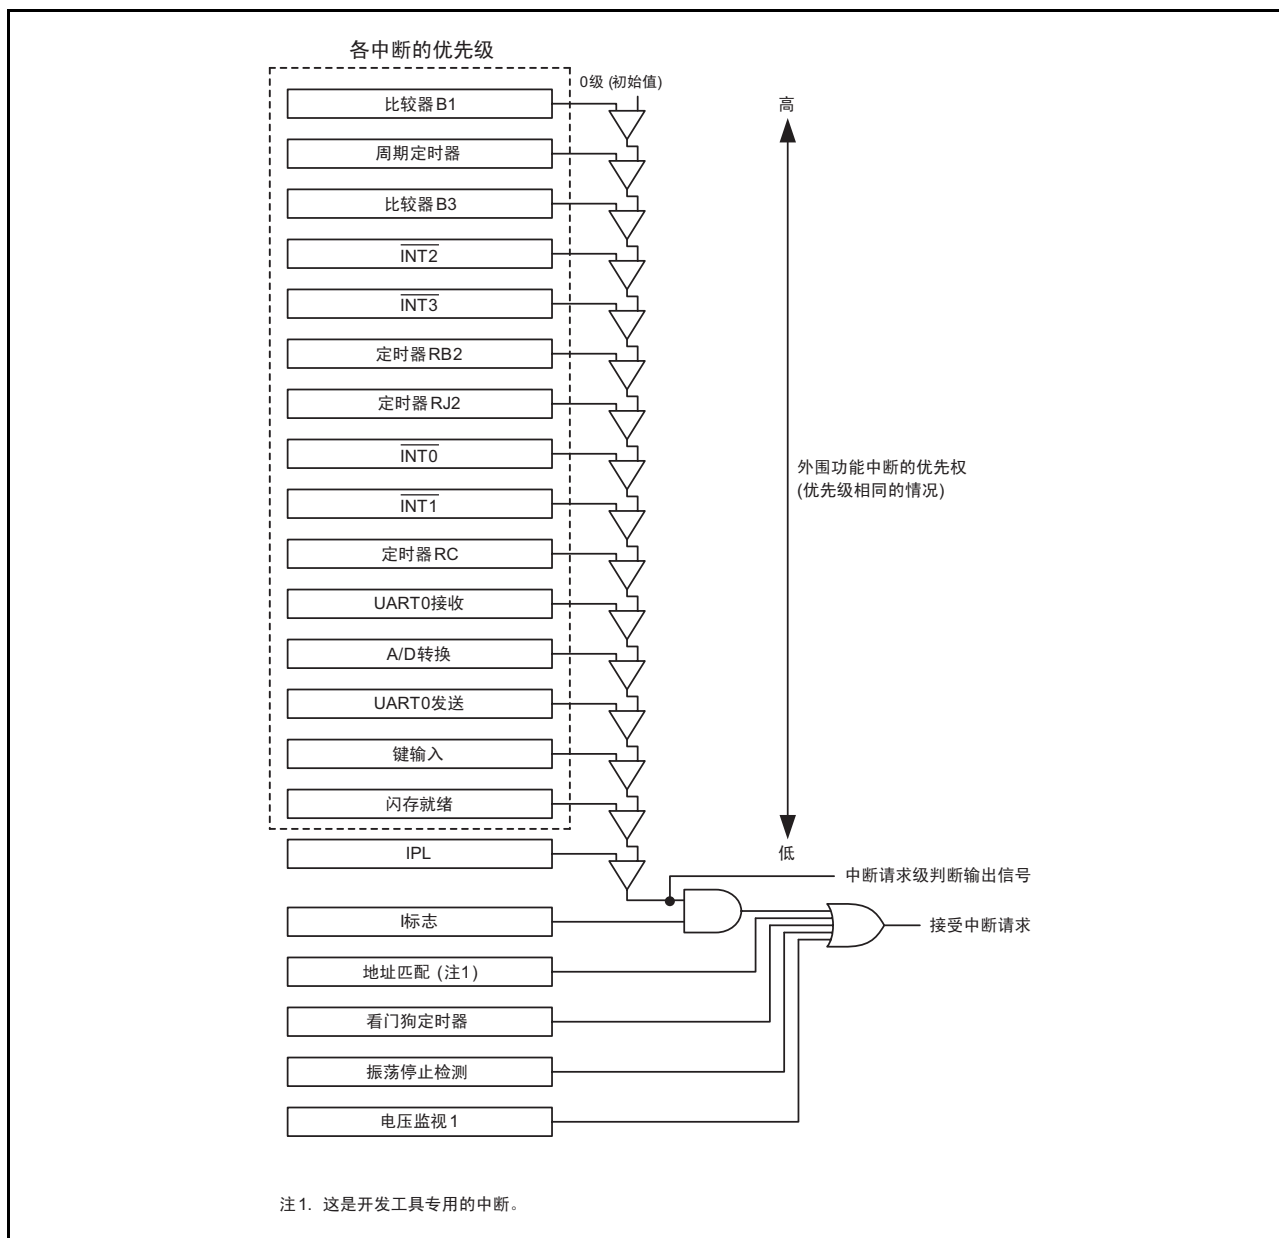 各中断的优先级
0级 (初始值)
比较器B1
高
周期定时器
比较器B3
INT2
INT3
定时器RB2
定时器RJ2
INT0
外围功能中断的优先权
(优先级相同的情况)
INT1
定时器RC
UART0接收
A/D转换
UART0发送
键输入
闪存就绪
IPL
低
中断请求级判断输出信号
I标志
接受中断请求
地址匹配 (注1)
看门狗定时器
振荡停止检测
电压监视1
注1. 这是开发工具专用的中断。